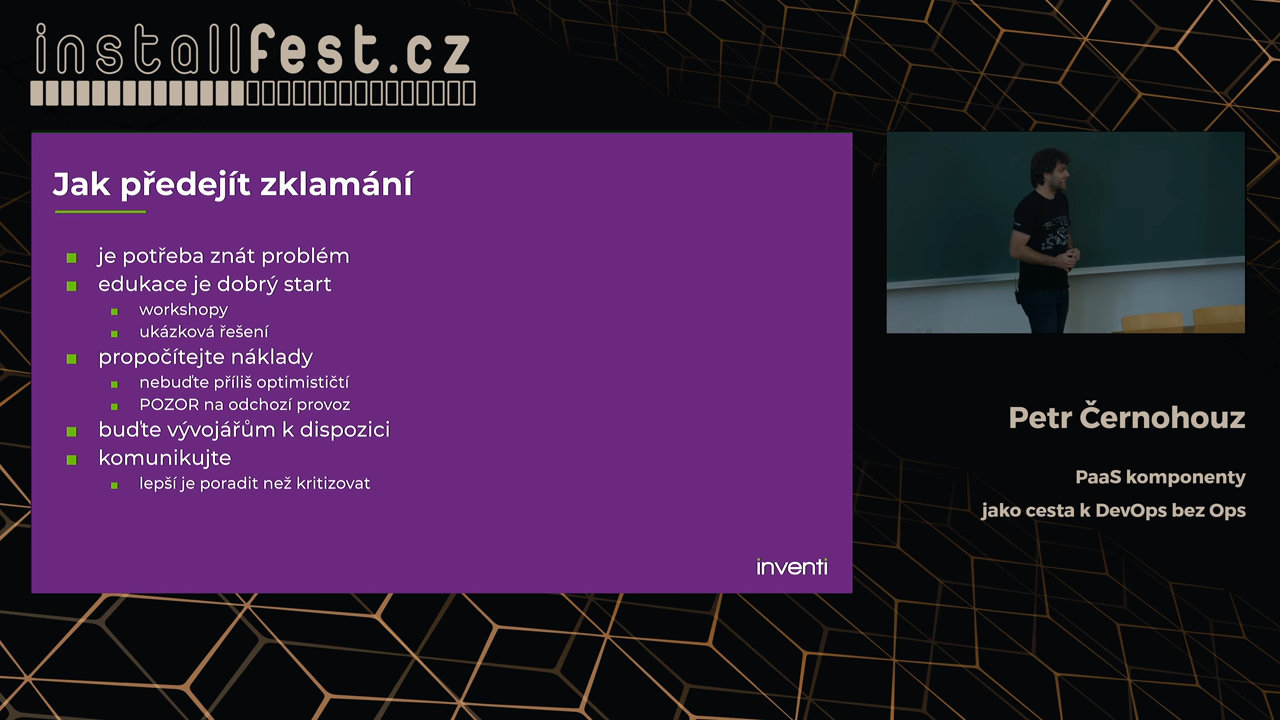 installfest.cz
Jak předejít zklamání
je potřeba znát problém
edukace je dobrý start
workshopy
ukázková řešení
propočítejte náklady
nebuďte příliš optimističtí
POZOR na odchozí provoz
buďte vývojářům k dispozici
komunikujte
lepší je poradit než kritizovat
inventi
Petr Černohouz
PaaS komponenty
jako cesta k DevOps bez Ops